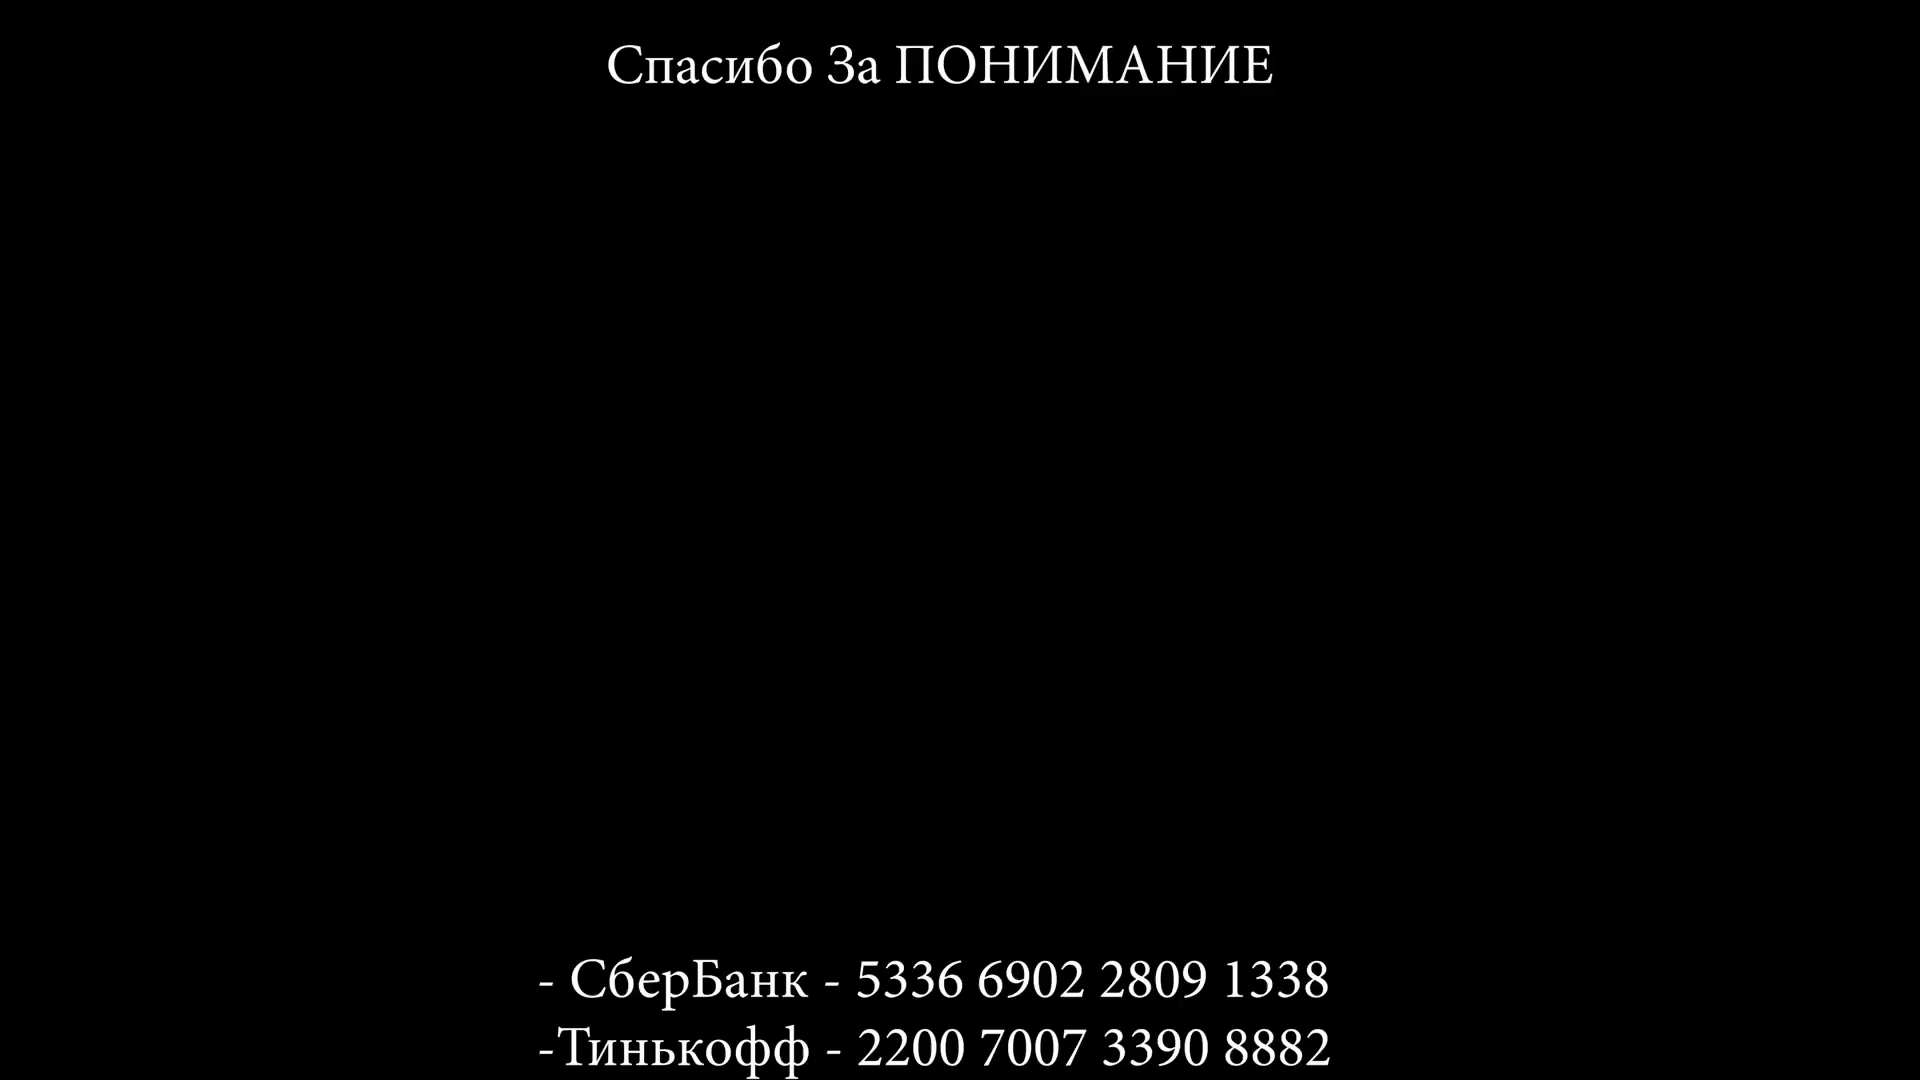 Спасибо За ПОНИМАНИЕ
- СберБанк - 5336 6902 2809 1338
-Тинькофф - 2200 7007 3390 8882